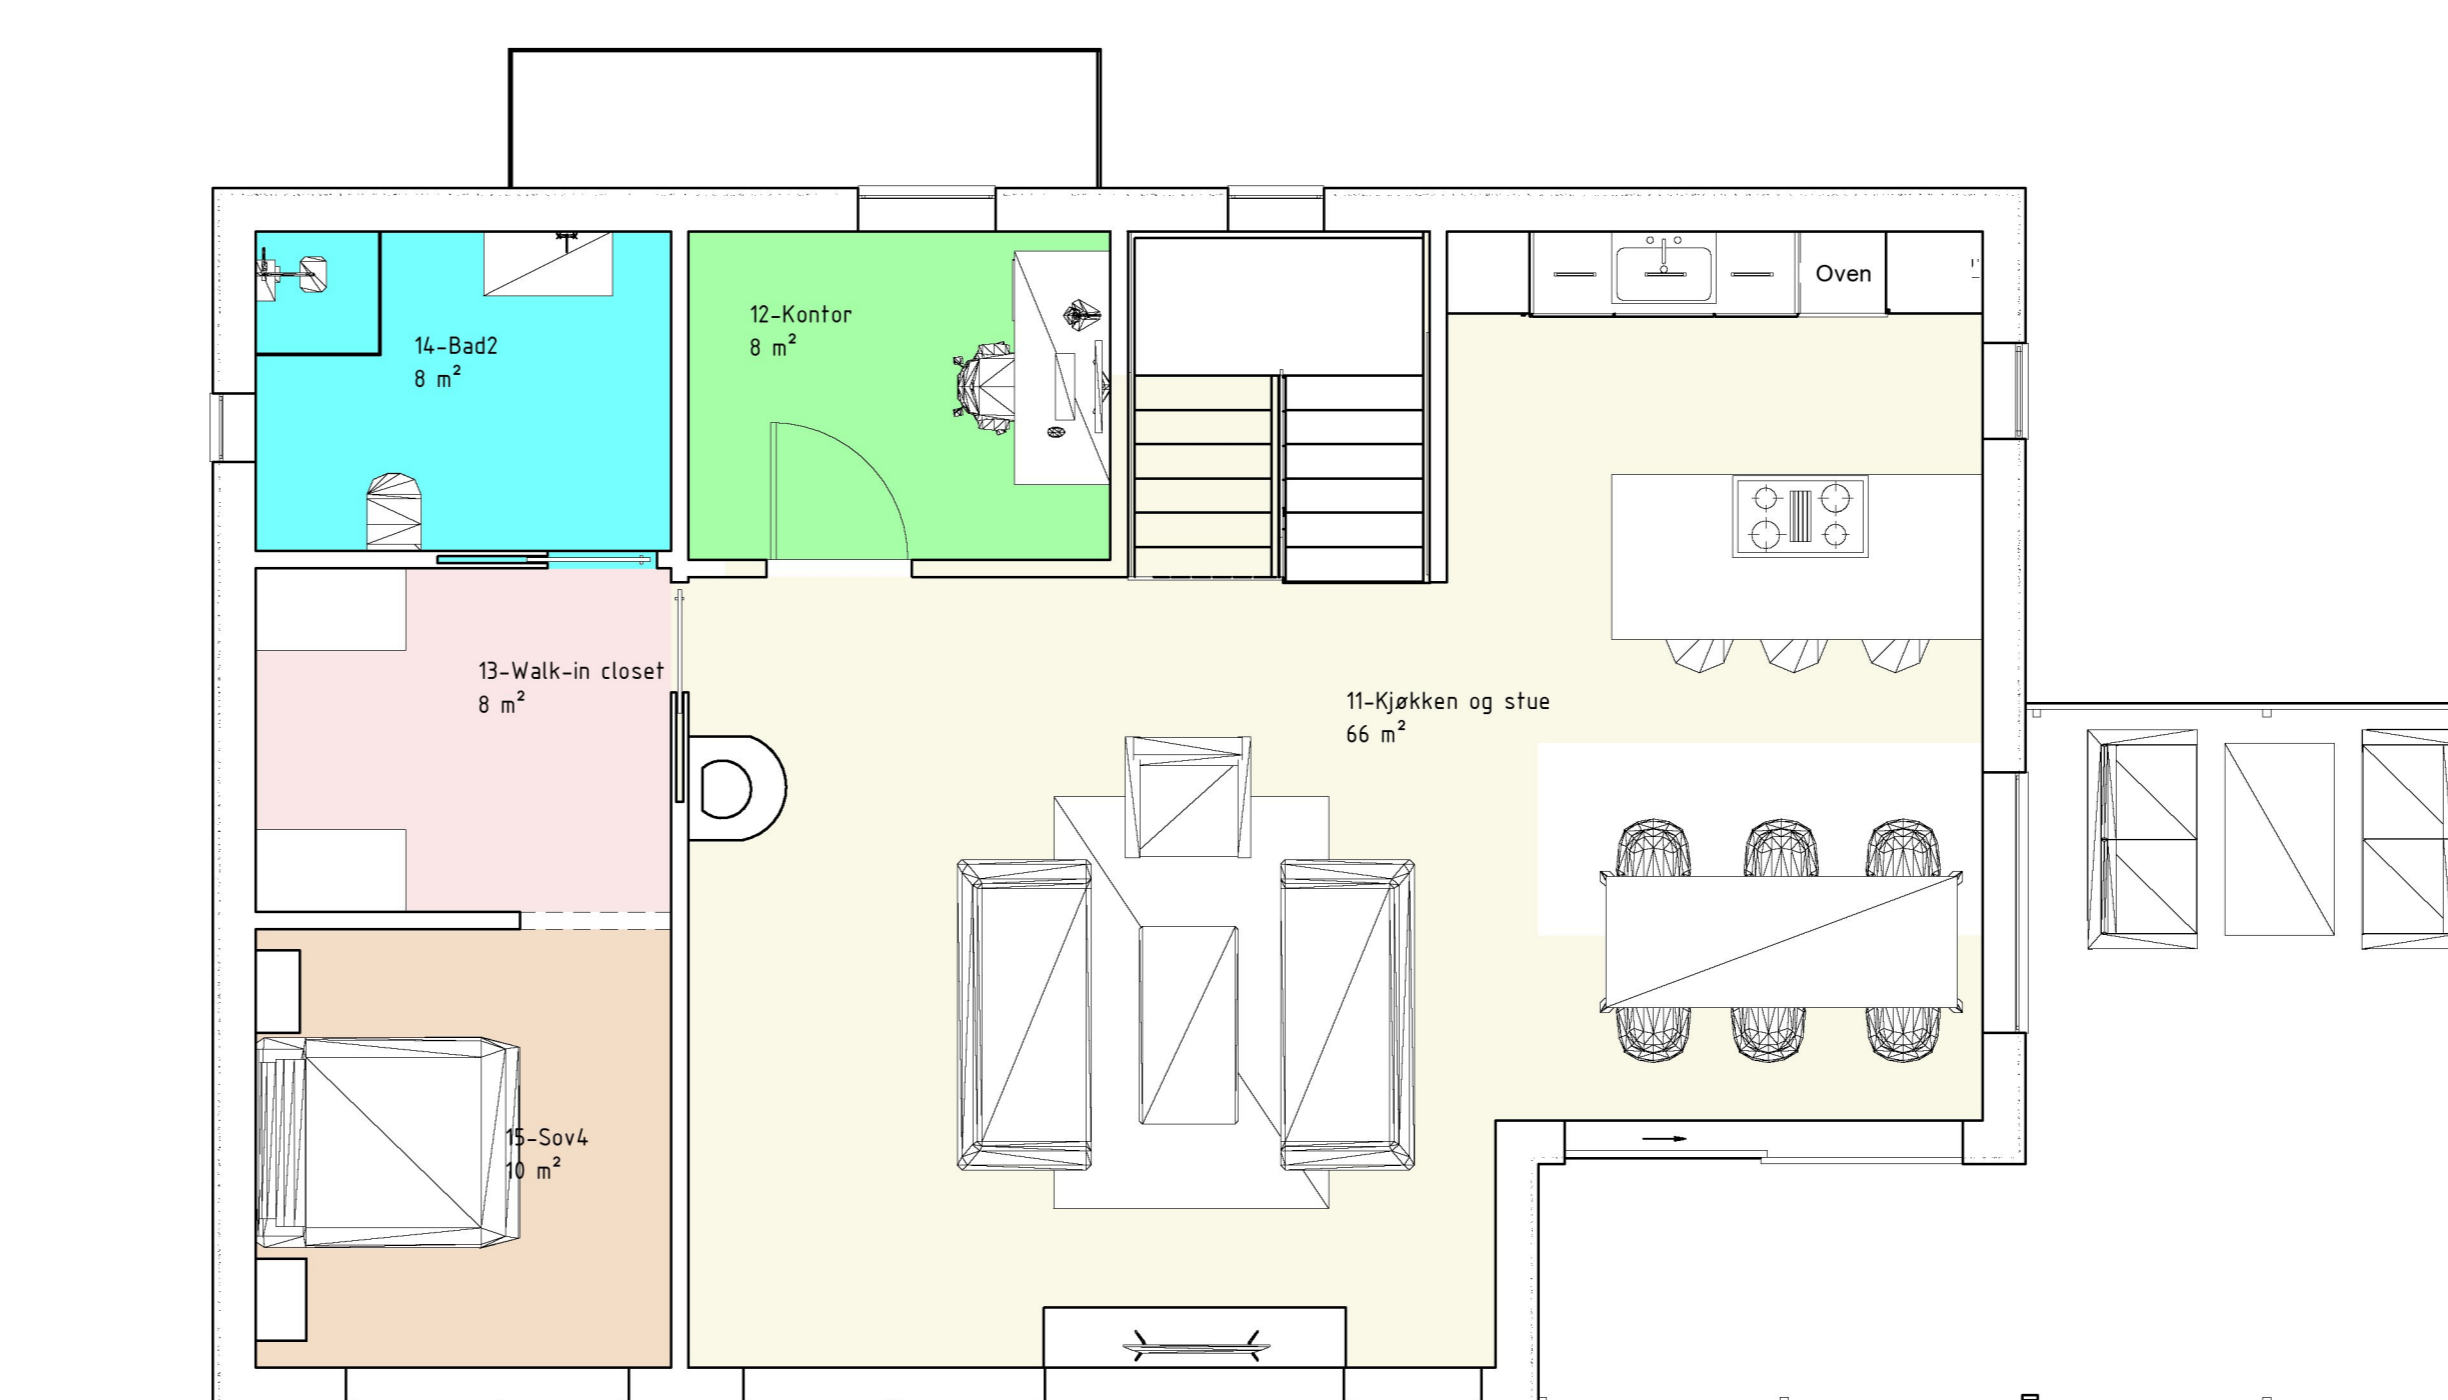 Oven
12-Kontor
8 m²
14-Bad2
8 m²
13-Walk-in closet
8 m²
11-Kjøkken og stue
66 m²
15-Sov4
10 m²